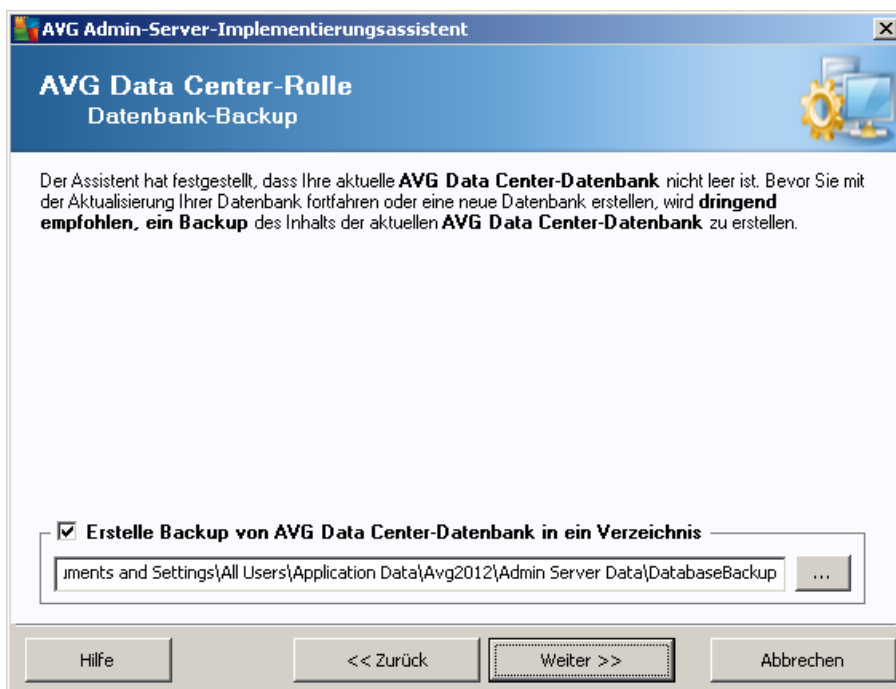 AVG Admin-Server-Implementierungsassistent
AVG Data Center-Rolle
Datenbank-Backup
Der Assistent hat festgestellt, dass Ihre aktuelle AVG Data Center-Datenbank nicht leer ist. Bevor Sie mit
der Aktualisierung Ihrer Datenbank fortfahren oder eine neue Datenbank erstellen, wird dringend
empfohlen, ein Backup des Inhalts der aktuellen AVG Data Center-Datenbank zu erstellen.
Erstelle Backup von AVG Data Center-Datenbank in ein Verzeichnis
uments and Settings\All Users\Application Data\Avg2012\Admin Server Data\DatabaseBackup ...
Hilfe << Zurück Weiter >> Abbrechen